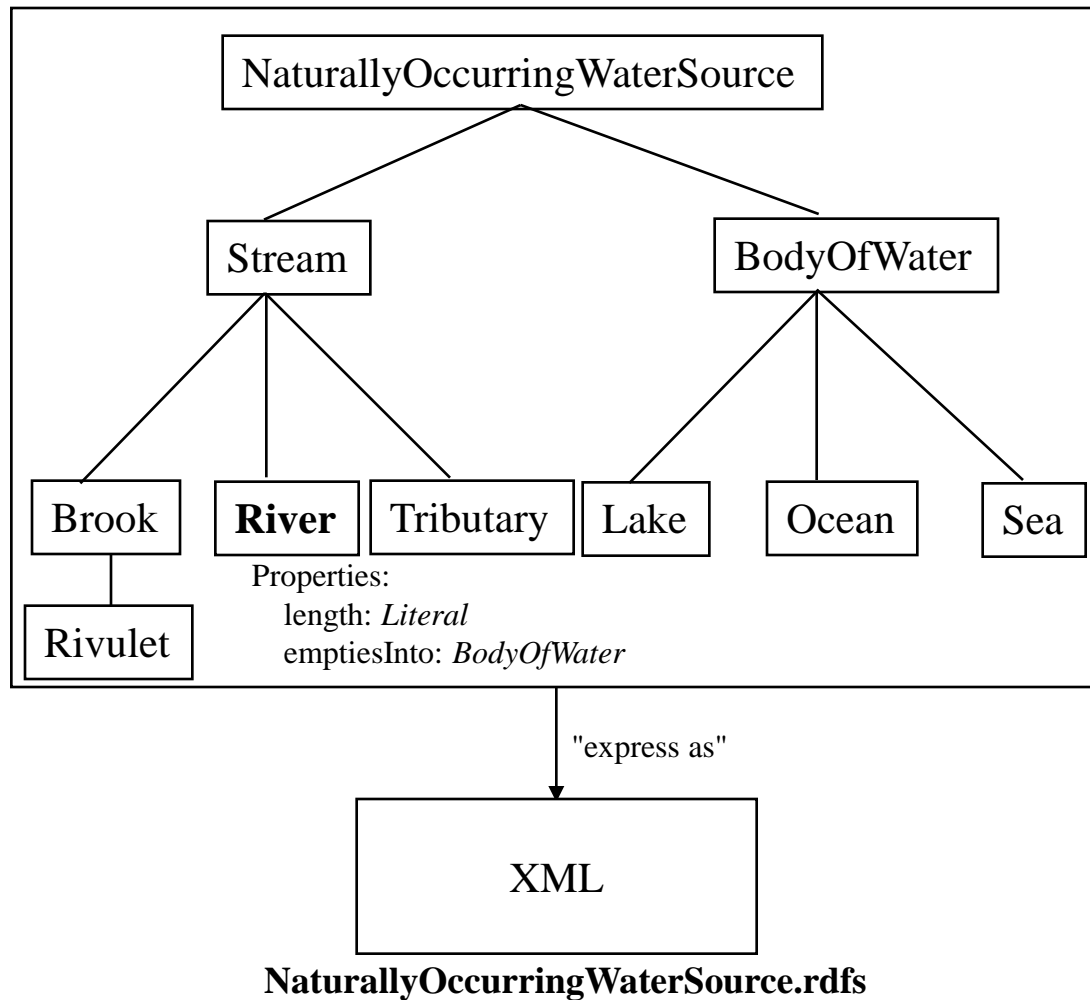 NaturallyOccurringWaterSource
Stream
BodyOfWater
Brook
River
Tributary
Lake
Ocean
Sea
Properties:
length: Literal
emptiesInto: BodyOfWater
Rivulet
"express as"
XML
NaturallyOccurringWaterSource.rdfs